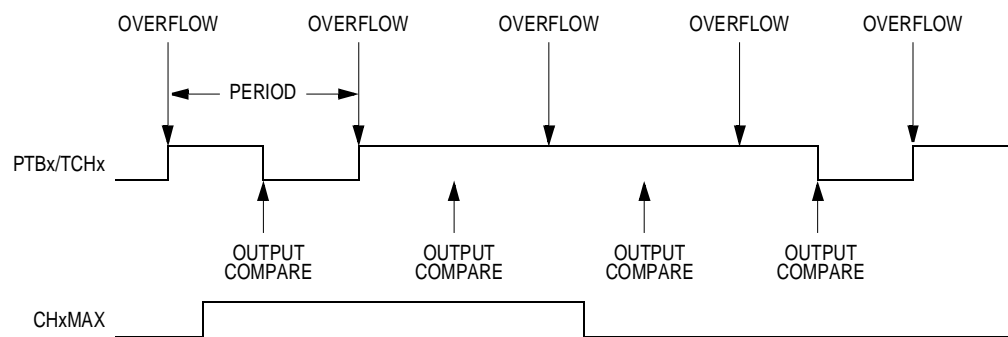 OVERFLOW OVERFLOW OVERFLOW OVERFLOW OVERFLOW
PERIOD
PTBx/TCHx
OUTPUT COMPARE
OUTPUT COMPARE
OUTPUT COMPARE
OUTPUT COMPARE
CHxMAX